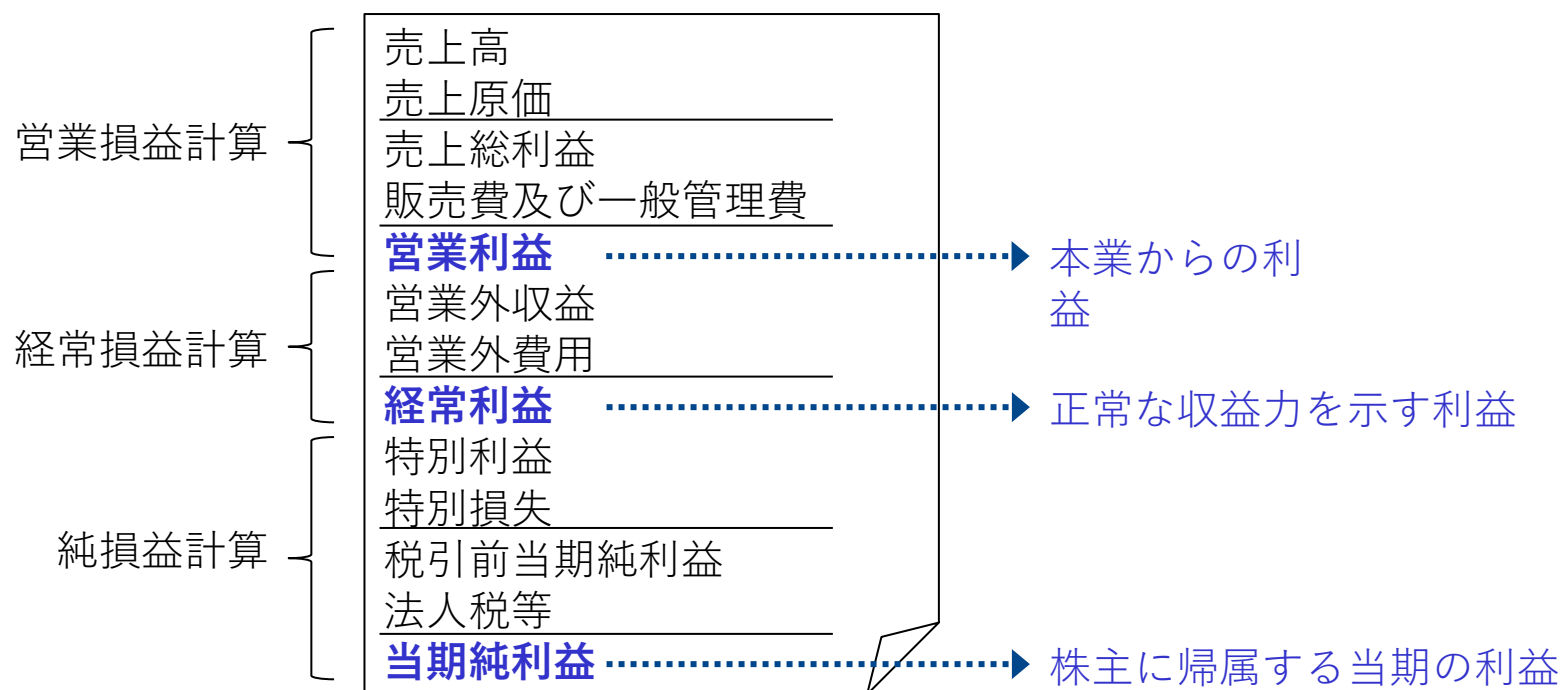 売上高
売上原価
営業損益計算
売上総利益
販売費及び一般管理費
営業利益
本業からの利
益
営業外収益
経常損益計算
営業外費用
経常利益
正常な収益力を示す利益
特別利益
特別損失
純損益計算
税引前当期純利益
法人税等
当期純利益
株主に帰属する当期の利益